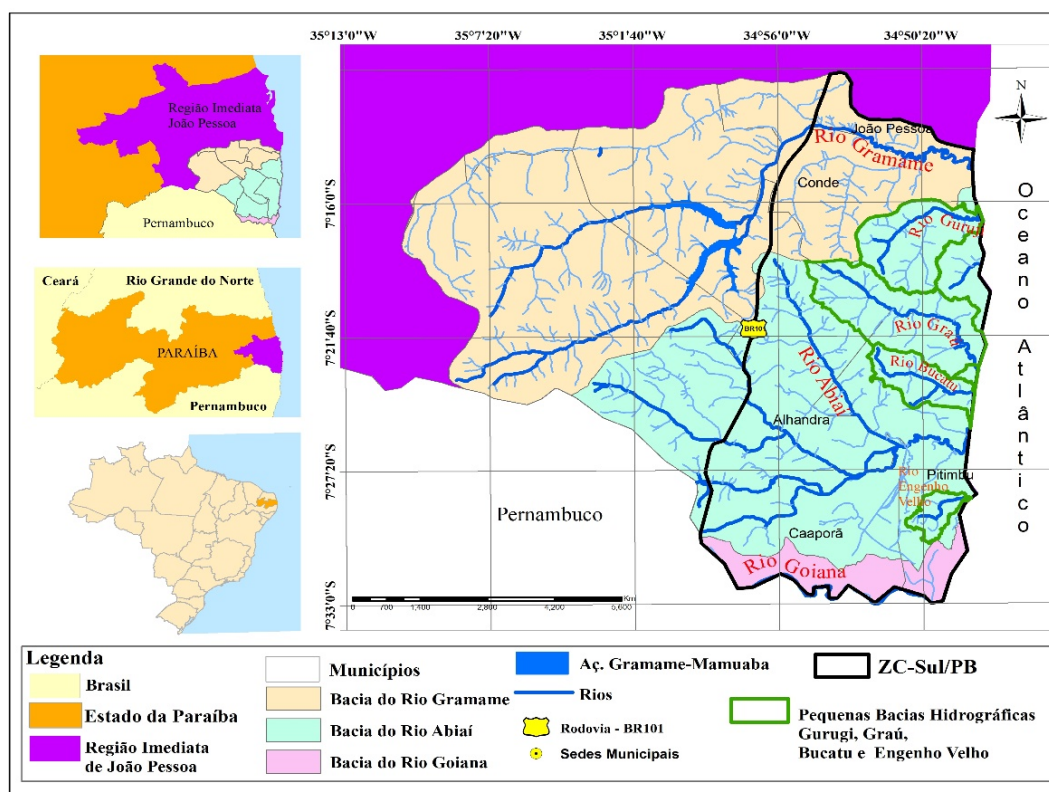 35°13'0"W 35°7'20"W 35°1'40"W 34°56'0"W 34°50'20"W
Região Imediata
João Pessoa
Pernambuco
Ceará
Rio Grande do Norte
PARAÍBA
Pernambuco
N
João Pessoa
Rio Gramame
Conde
Rio Guruji
Rio Graú
Rio Bucatu
BR10
Rio Abiaí
Alhandra
Pitimbu
Rio
Engenho
Velho
Caaporã
Rio Goiana
Pernambuco
Oceano Atlântico
7°16'0"S
7°21'40"S
7°27'20"S
7°33'0"S
0 700 1,400 2,800 4,200 5,600
Km
Legenda
Brasil
Estado da Paraíba
Região Imediata
de João Pessoa
Municípios
Bacia do Rio Gramame
Bacia do Rio Abiaí
Bacia do Rio Goiana
Aç. Gramame-Mamuaba
Rios
Rodovia - BR101
Sedes Municipais
ZC-Sul/PB
Pequenas Bacias Hidrográficas
Gurugi, Graú,
Bucatu e Engenho Velho